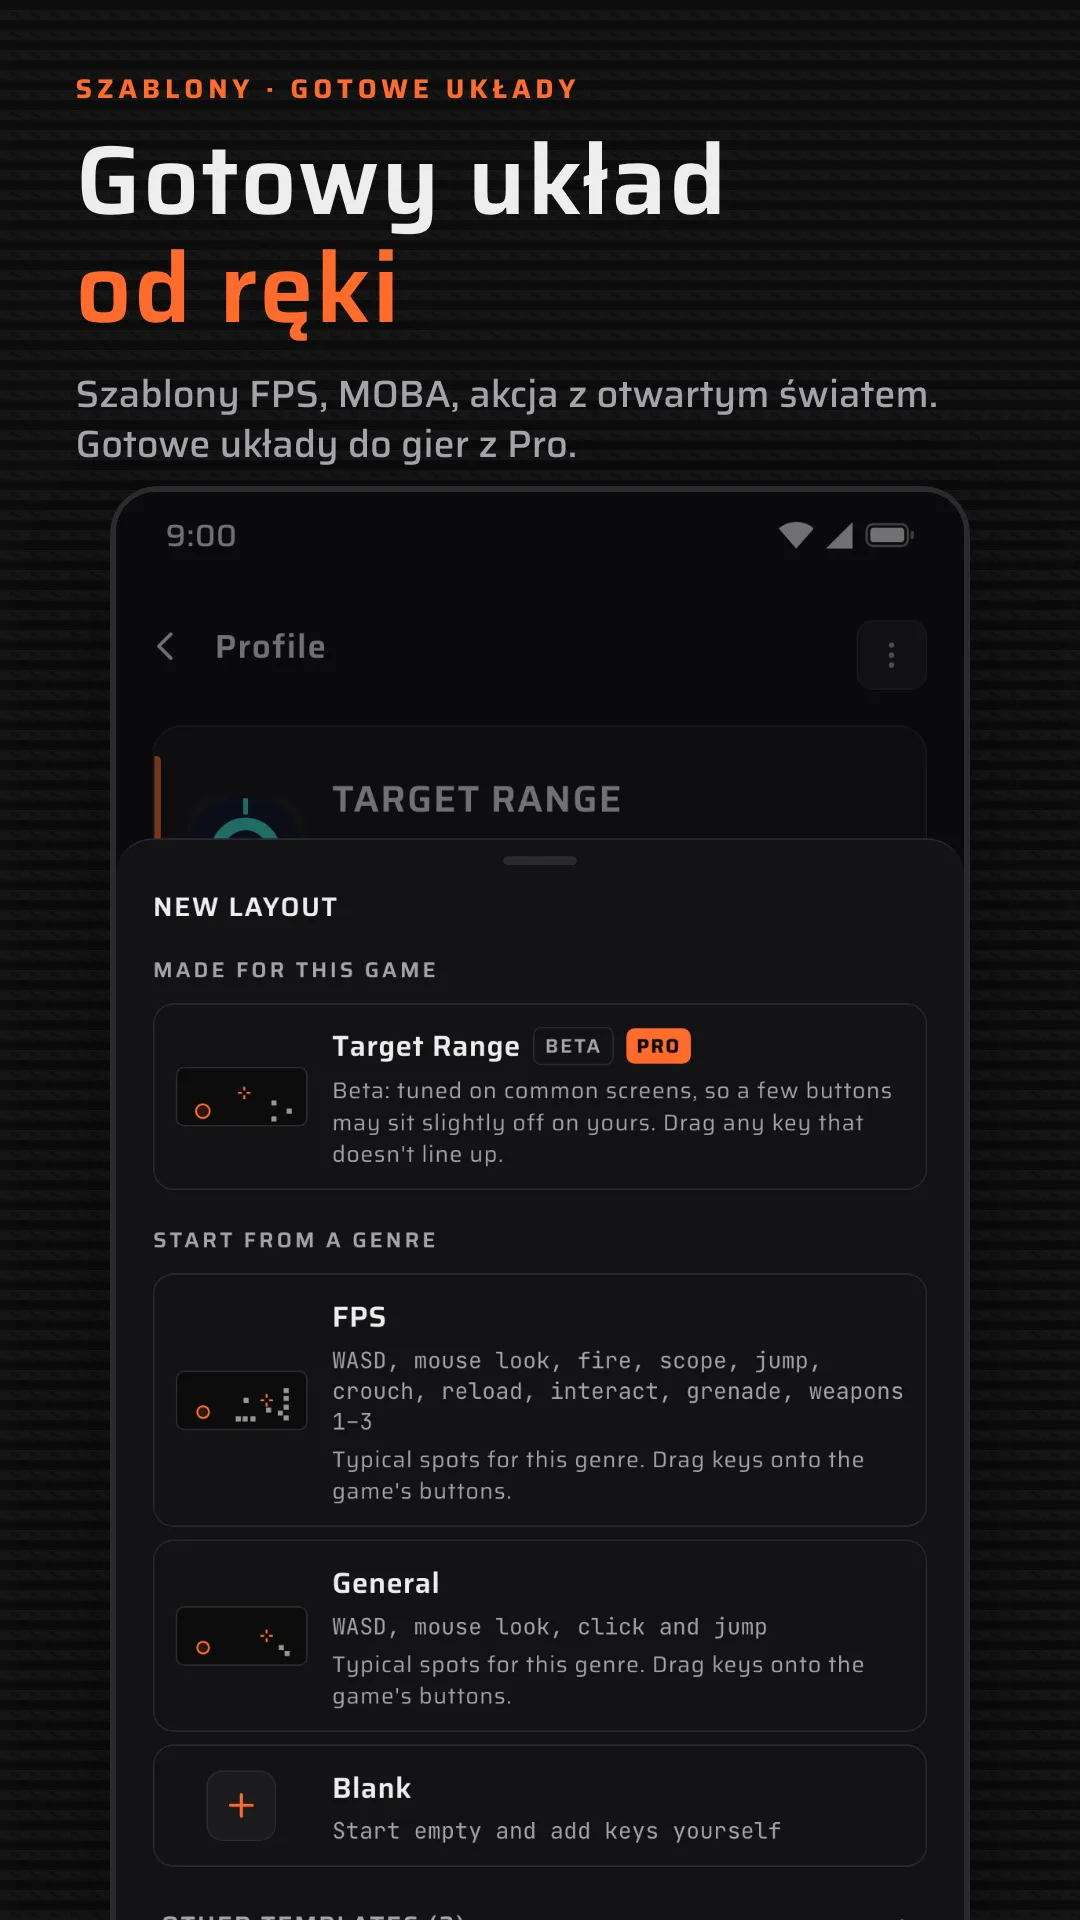 SZABLONY · GOTOWE UKŁADY
Gotowy układ
od ręki
Szablony FPS, MOBA, akcja z otwartym światem.
Gotowe układy do gier z Pro.
9:00
Profile
TARGET RANGE
NEW LAYOUT
MADE FOR THIS GAME
Target Range BETA PRO
Beta: tuned on common screens, so a few buttons
may sit slightly off on yours. Drag any key that
doesn't line up.
START FROM A GENRE
FPS
WASD, mouse look, fire, scope, jump,
crouch, reload, interact, grenade, weapons
1–3
Typical spots for this genre. Drag keys onto the
game's buttons.
General
WASD, mouse look, click and jump
Typical spots for this genre. Drag keys onto the
game's buttons.
Blank
Start empty and add keys yourself
OTHER TEMPLATES